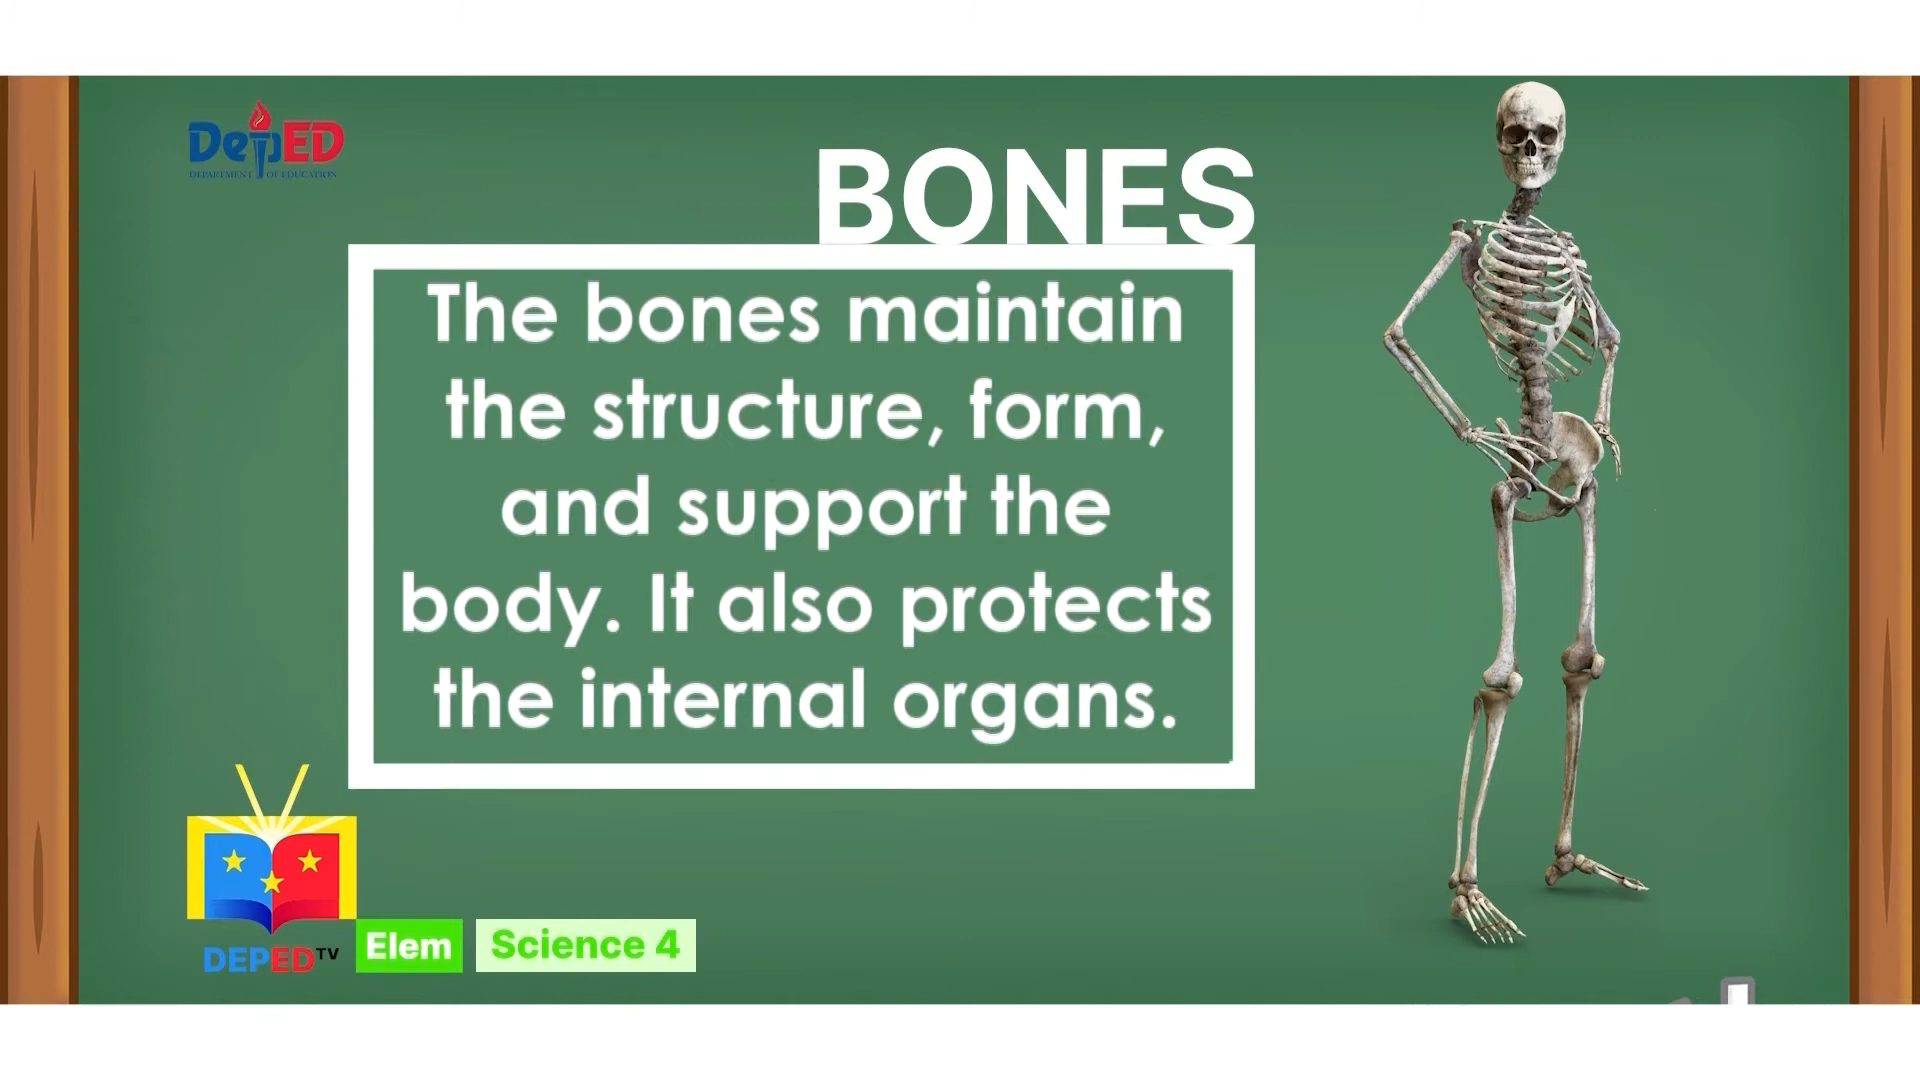 DepED
DEPARTMENT OF EDUCATION
BONES
The bones maintain
the structure, form,
and support the
body. It also protects
the internal organs.
DEPED TV
Elem
Science 4